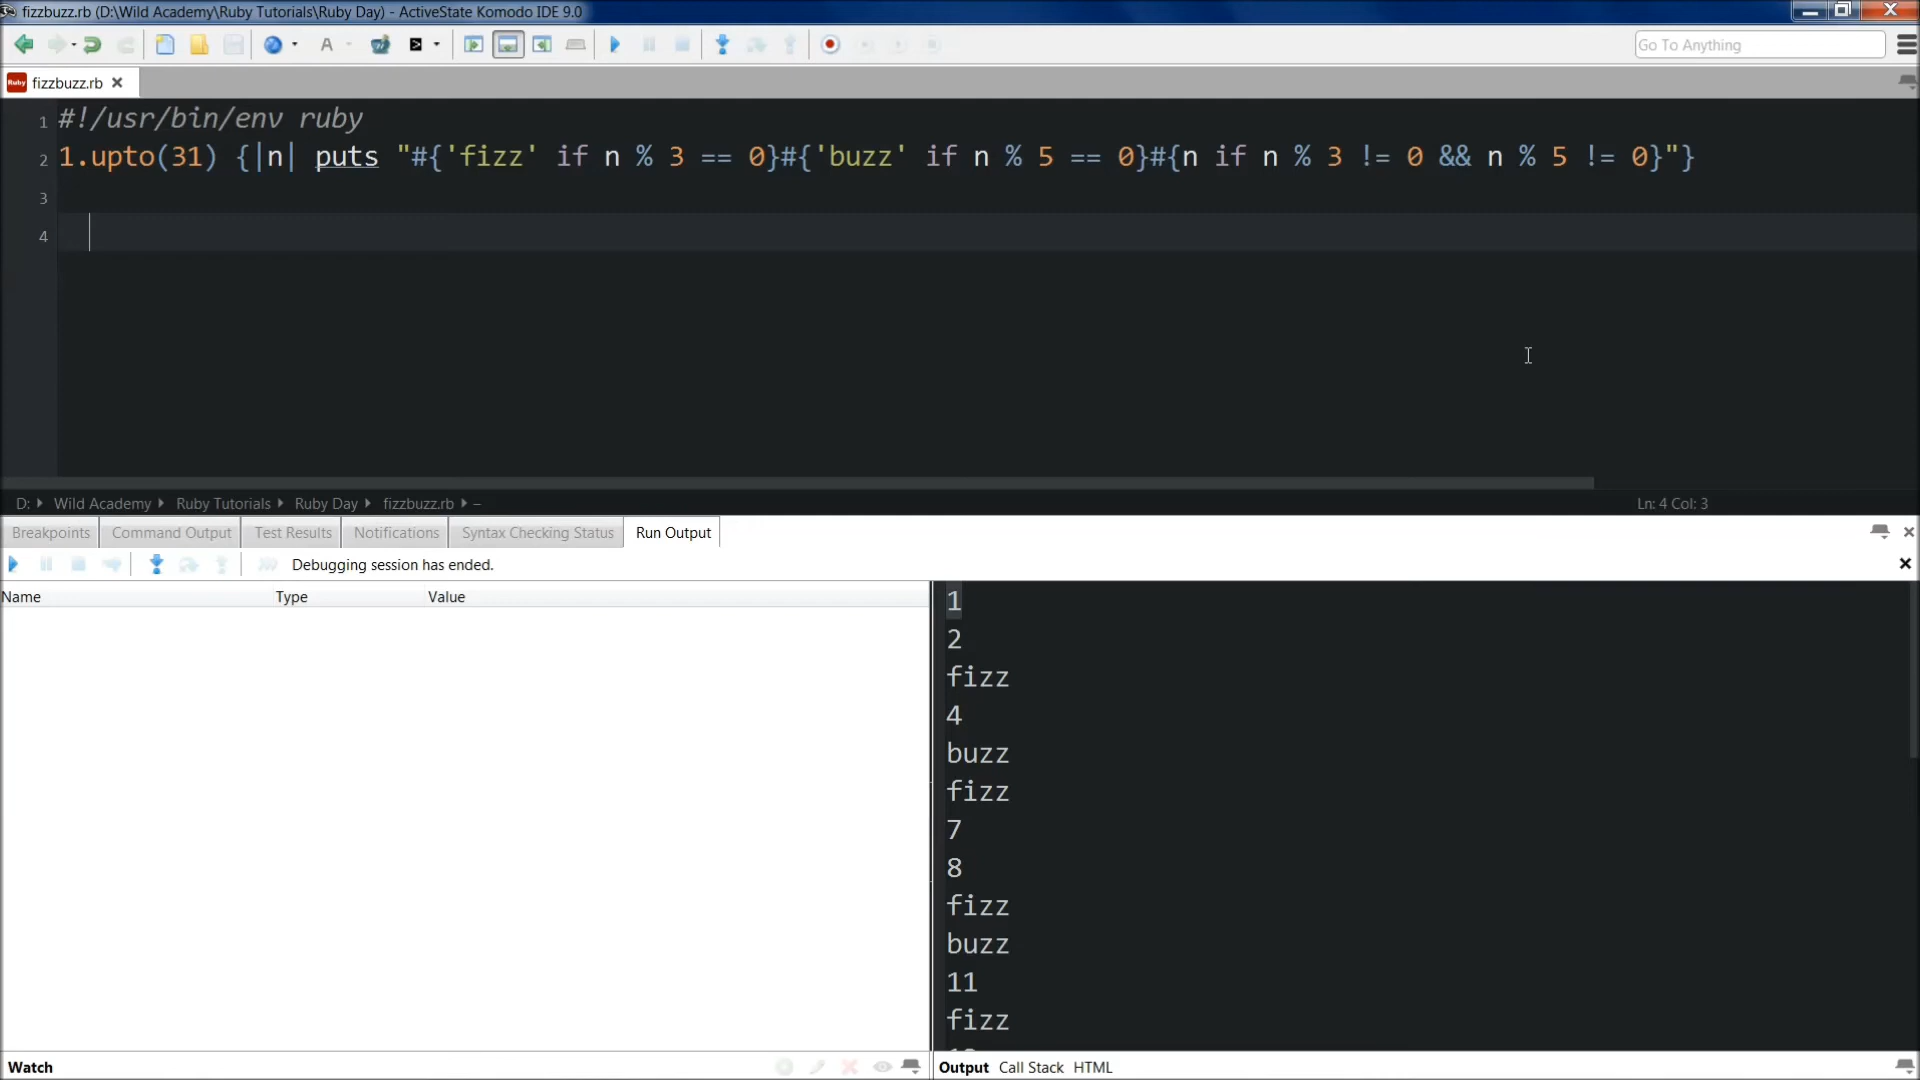 fizzbuzz.rb (D:\Wild Academy\Ruby Tutorials\Ruby Day) - ActiveState Komodo IDE 9.0
Go To Anything
Ruby fizzbuzz.rb
1 #!/usr/bin/env ruby
2 1.upto(31) {|n| puts "#{'fizz' if n % 3 == 0}#{'buzz' if n % 5 == 0}#{n if n % 3 != 0 && n % 5 != 0}"}
3
4
D: Wild Academy Ruby Tutorials Ruby Day fizzbuzz.rb – Ln: 4 Col: 3
Breakpoints Command Output Test Results Notifications Syntax Checking Status Run Output
Debugging session has ended.
Name Type Value
1
2
fizz
4
buzz
fizz
7
8
fizz
buzz
11
fizz
Watch
Output Call Stack HTML